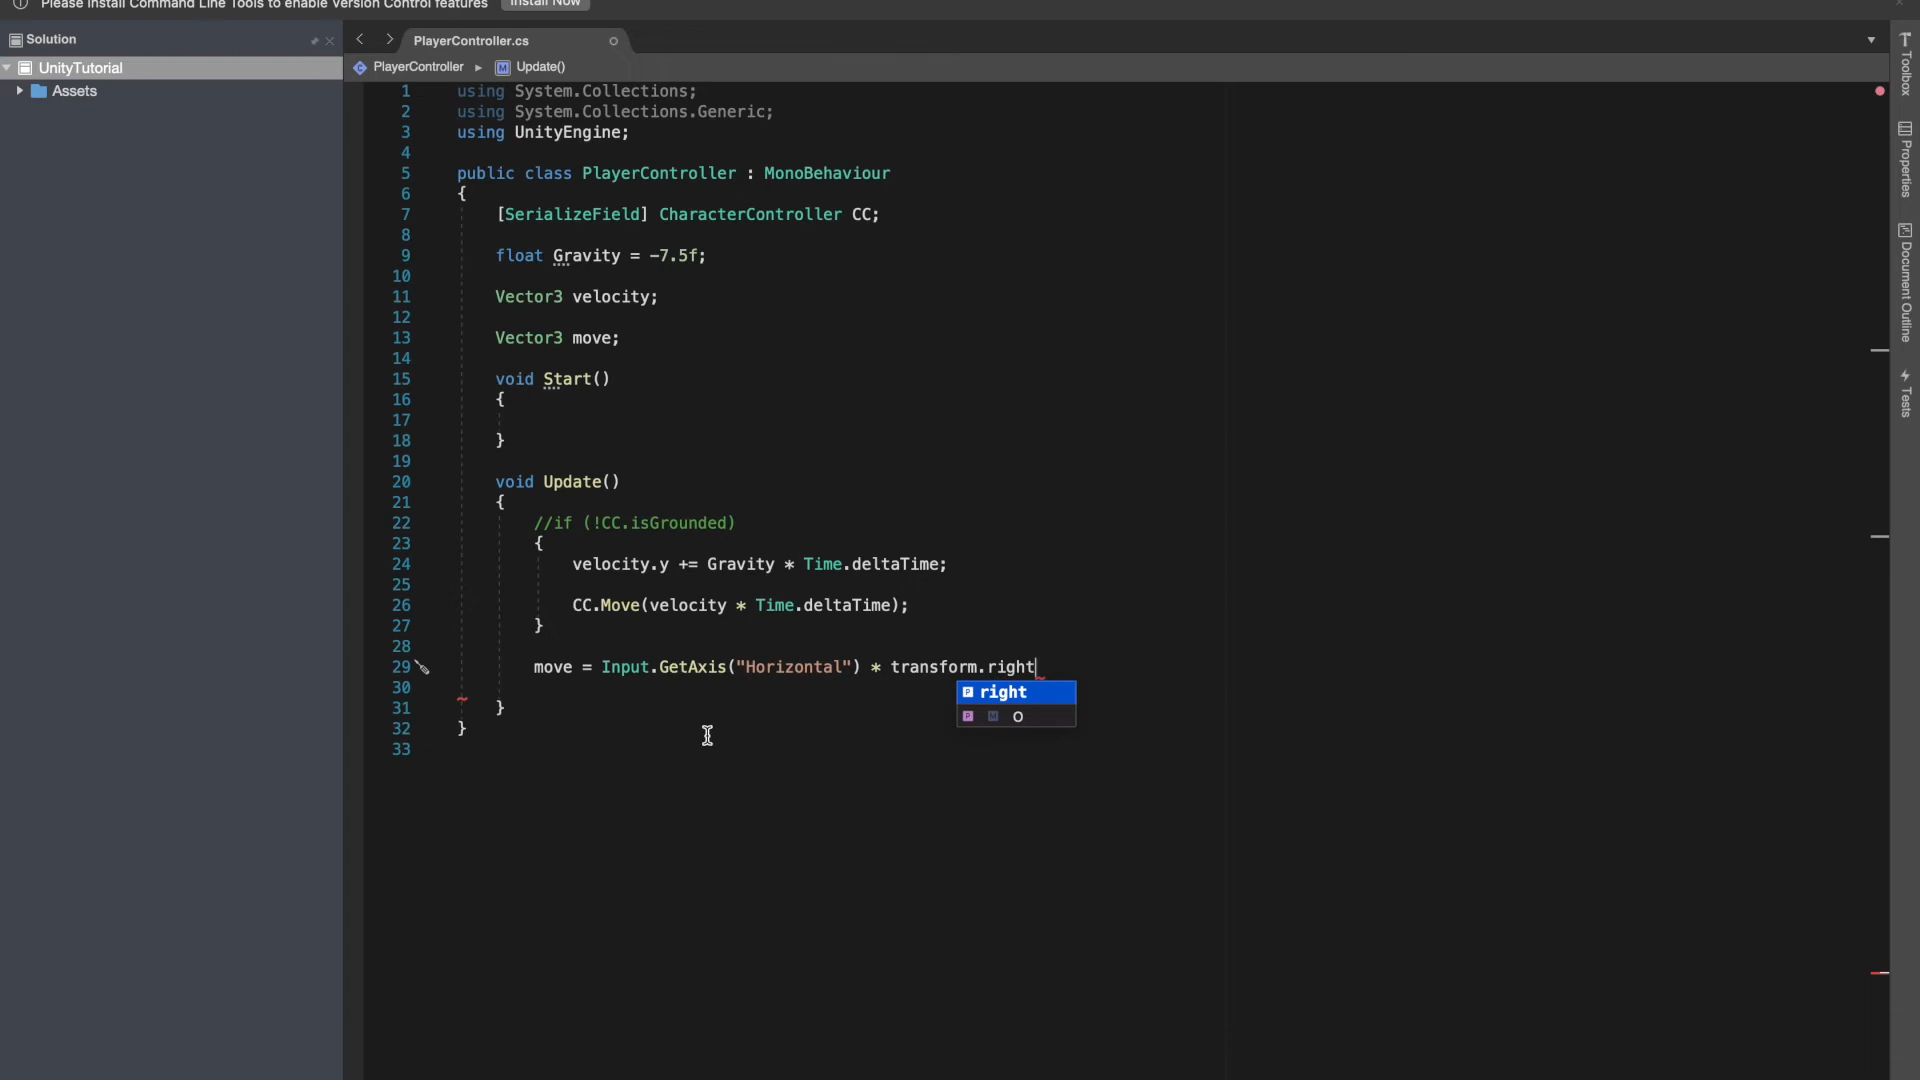 Please Install Command Line Tools to enable Version Control features Install Now
Solution
UnityTutorial
Assets
PlayerController.cs
PlayerController ▸ M Update()
1 using System.Collections;
2 using System.Collections.Generic;
3 using UnityEngine;
4
5 public class PlayerController : MonoBehaviour
6 {
7 [SerializeField] CharacterController CC;
8
9 float Gravity = -7.5f;
10
11 Vector3 velocity;
12
13 Vector3 move;
14
15 void Start()
16 {
17
18 }
19
20 void Update()
21 {
22 //if (!CC.isGrounded)
23 {
24 velocity.y += Gravity * Time.deltaTime;
25
26 CC.Move(velocity * Time.deltaTime);
27 }
28
29 move = Input.GetAxis("Horizontal") * transform.right
30
31 }
32 }
33
P right
P M O
Toolbox
Properties
Document Outline
Tests